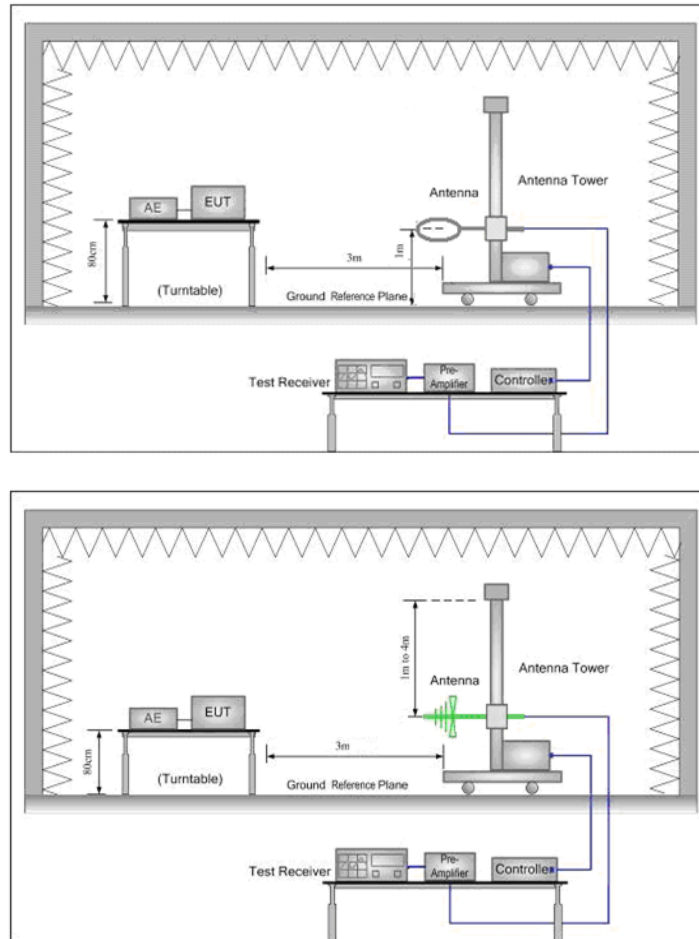 Antenna
Antenna Tower
AE
EUT
80cm
1m
3m
(Turntable)
Ground Reference Plane
Test Receiver
Pre-
Amplifier
Controller
1m to 4m
Antenna
Antenna Tower
AE
EUT
80cm
3m
(Turntable)
Ground Reference Plane
Test Receiver
Pre-
Amplifier
Controller